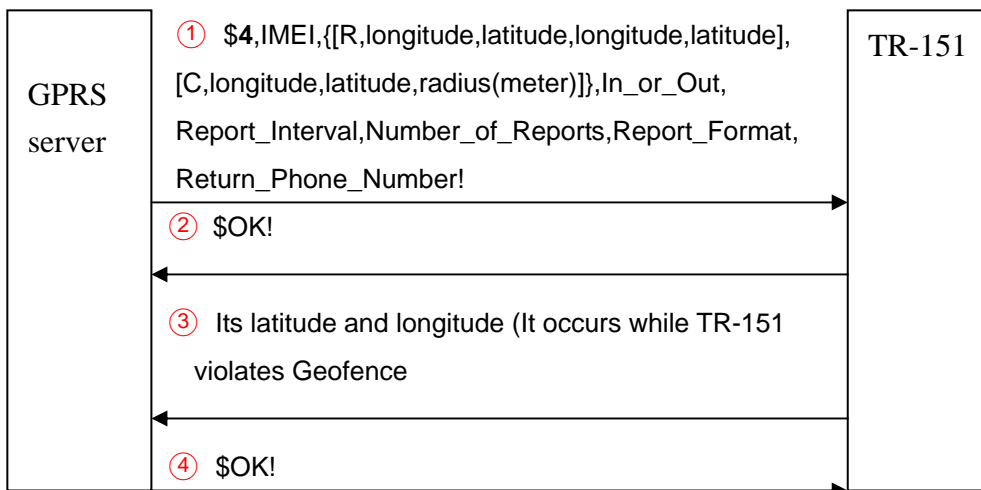 GPRS
server
① $4,IMEI,{[R,longitude,latitude,longitude,latitude],
[C,longitude,latitude,radius(meter)]},In_or_Out,
Report_Interval,Number_of_Reports,Report_Format,
Return_Phone_Number!
TR-151
② $OK!
③ Its latitude and longitude (It occurs while TR-151
violates Geofence
④ $OK!